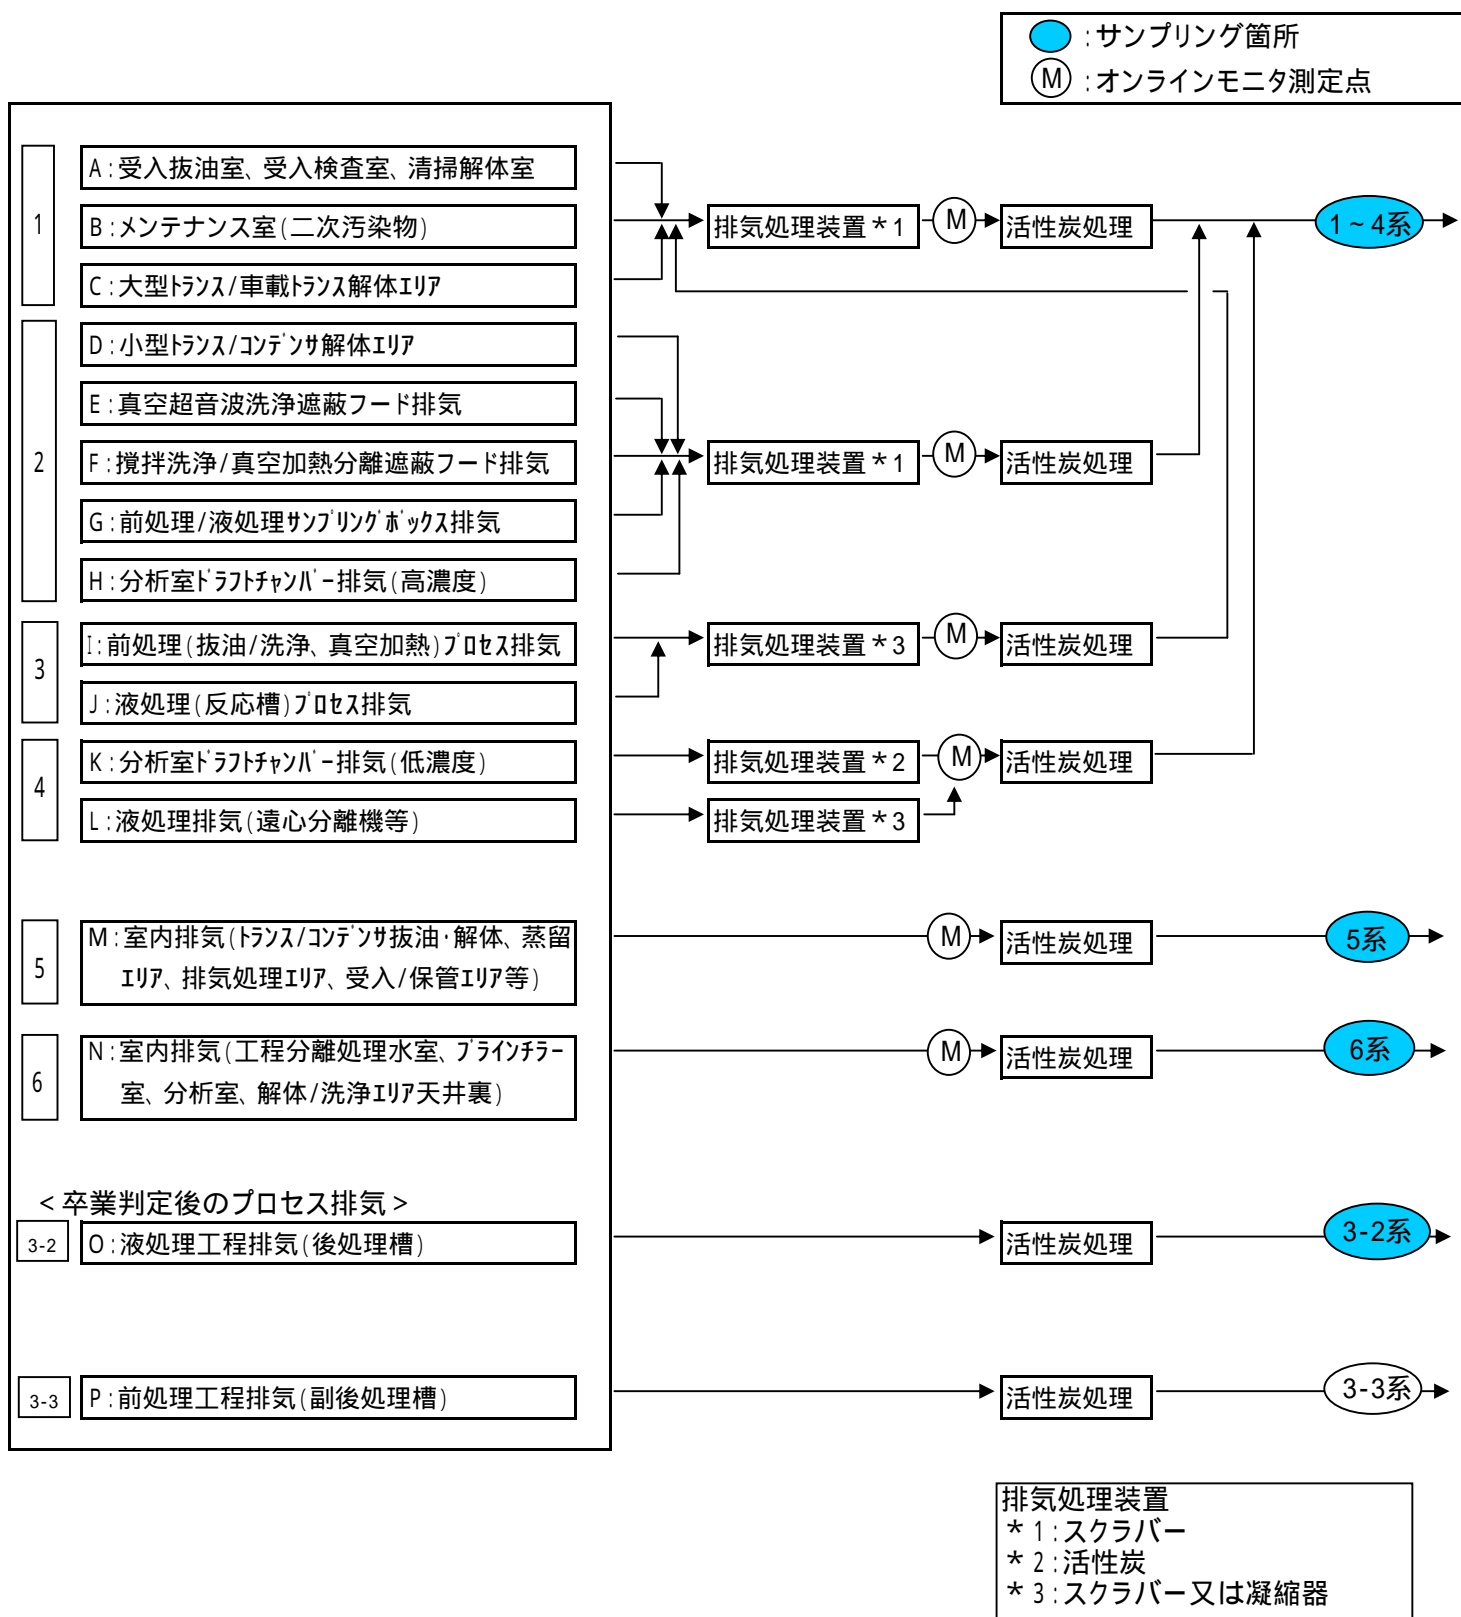 :サンプリング箇所
M :オンラインモニタ測定点
1
A:受入抜油室、受入検査室、清掃解体室
B:メンテナンス室(二次汚染物)
排気処理装置*1
M
活性炭処理
1~4系
C:大型トランス/車載トランス解体エリア
2
D:小型トランス/コンデンサ解体エリア
E:真空超音波洗浄遮蔽フード排気
F:撹拌洗浄/真空加熱分離遮蔽フード排気
排気処理装置*1
M
活性炭処理
G:前処理/液処理サンプリングボックス排気
H:分析室ドラフトチャンバー排気(高濃度)
3
I:前処理(抜油/洗浄、真空加熱)プロセス排気
排気処理装置*3
M
活性炭処理
J:液処理(反応槽)プロセス排気
4
K:分析室ドラフトチャンバー排気(低濃度)
排気処理装置*2
M
活性炭処理
L:液処理排気(遠心分離機等)
排気処理装置*3
5
M:室内排気(トランス/コンデンサ抜油・解体、蒸留
エリア、排気処理エリア、受入/保管エリア等)
M
活性炭処理
5系
6
N:室内排気(工程分離処理水室、ブラインチラー
室、分析室、解体/洗浄エリア天井裏)
M
活性炭処理
6系
<卒業判定後のプロセス排気>
3-2
O:液処理工程排気(後処理槽)
活性炭処理
3-2系
3-3
P:前処理工程排気(副後処理槽)
活性炭処理
3-3系
排気処理装置
*1:スクラバー
*2:活性炭
*3:スクラバー又は凝縮器